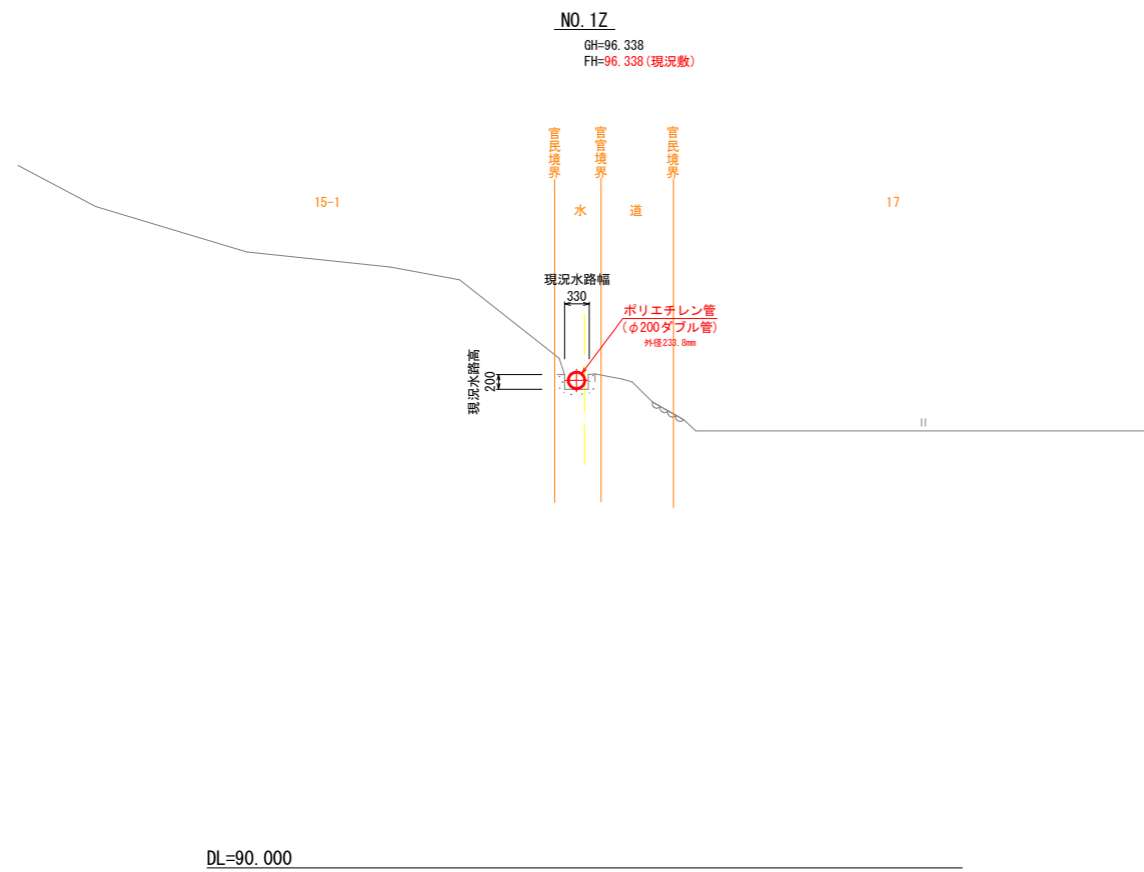 NO.1Z
GH=96.338
FH=96.338(現況敷)
官民境界
官官境界
官民境界
15-1
水
道
17
現況水路幅
330
ポリエチレン管
(φ200ダブル管)
外径233.8mm
現況水路高
200
DL=90.000